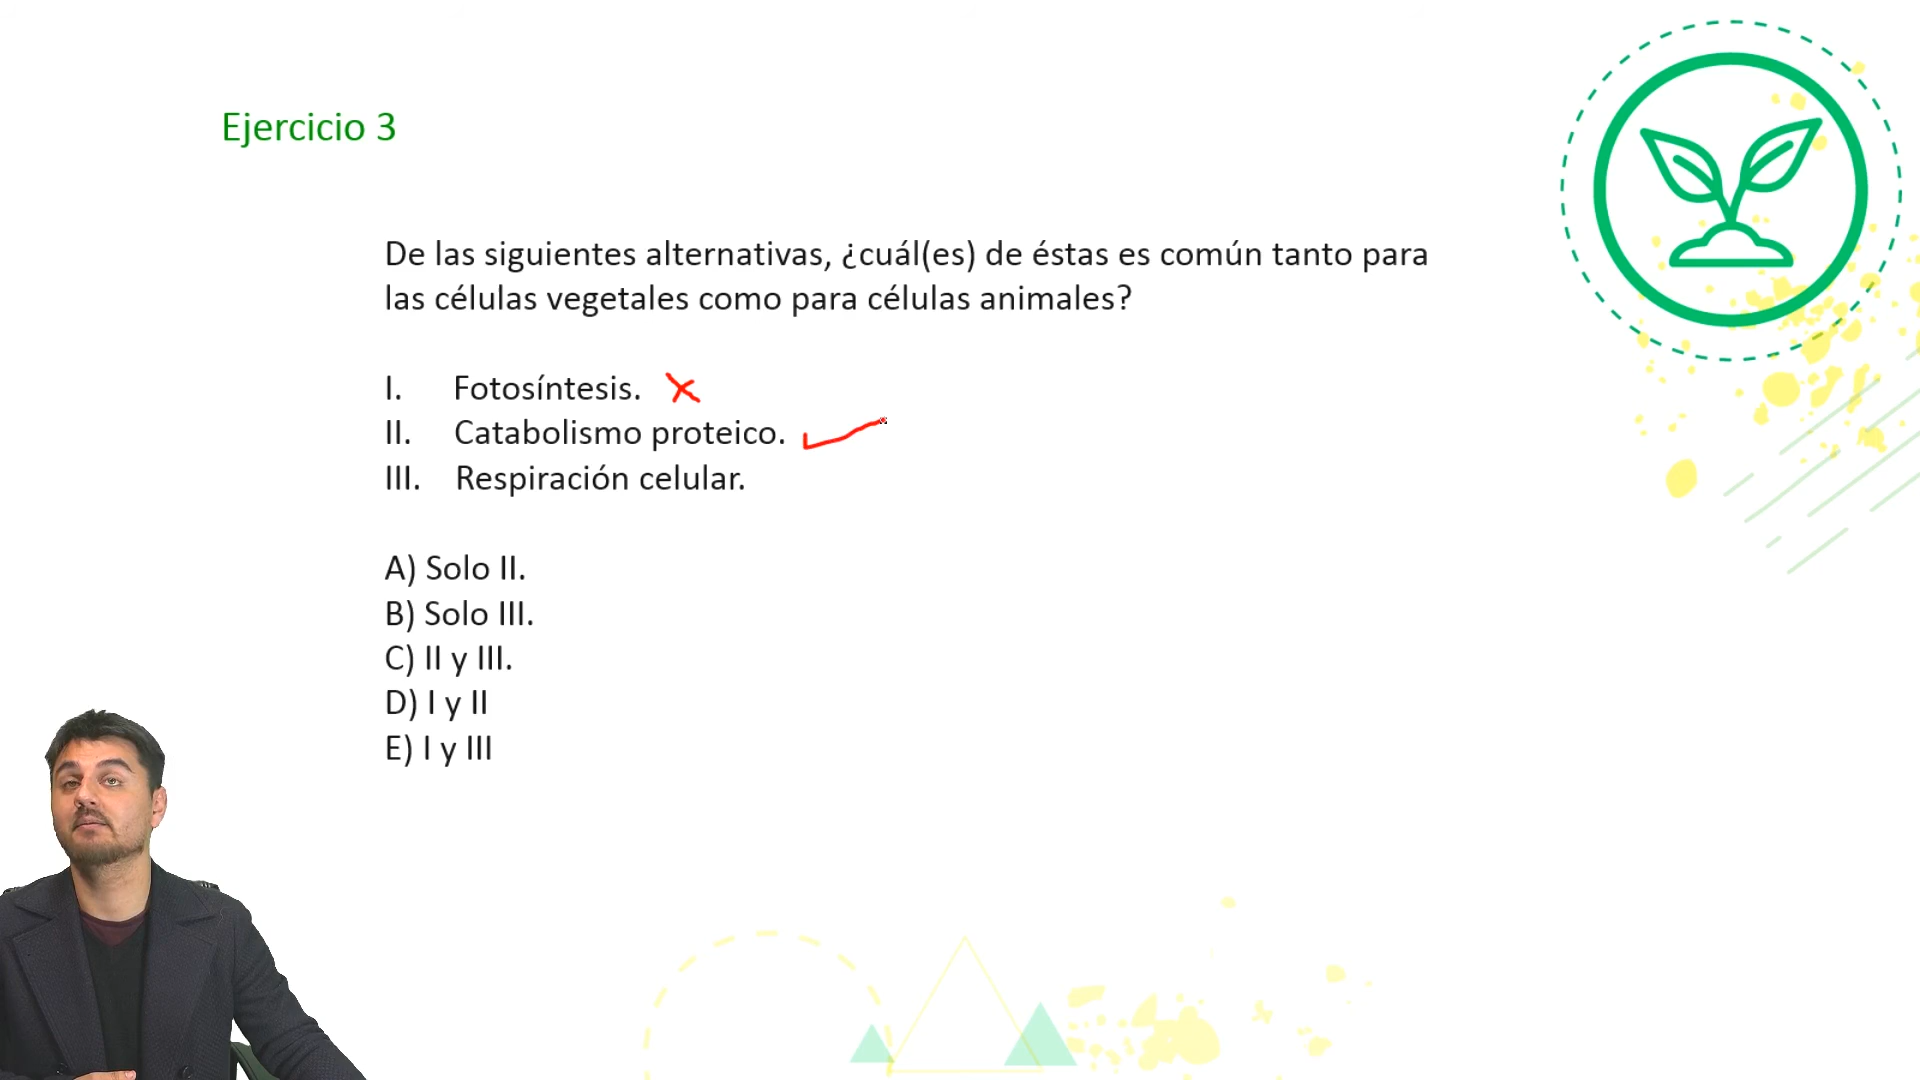 Ejercicio 3
De las siguientes alternativas, ¿cuál(es) de éstas es común tanto para
las células vegetales como para células animales?
I. Fotosíntesis.
II. Catabolismo proteico.
III. Respiración celular.
A) Solo II.
B) Solo III.
C) II y III.
D) I y II
E) I y III